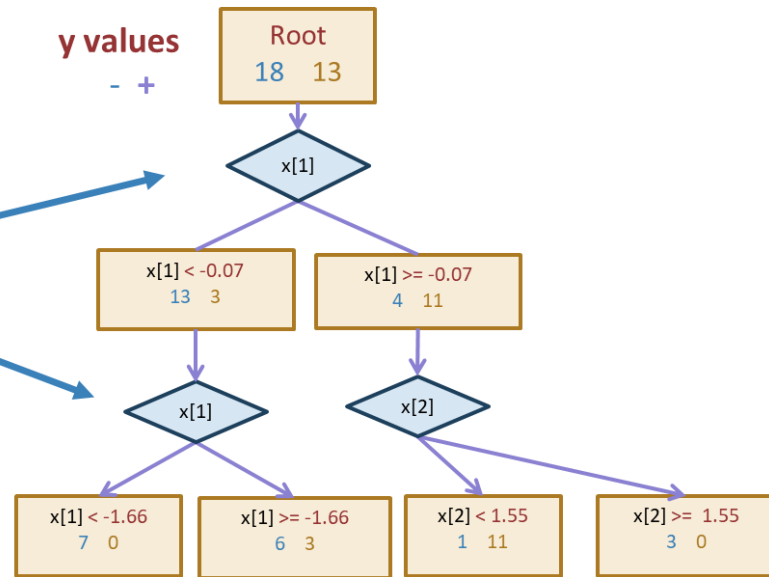 y values
- +
Root
18 13
x[1]
x[1] < -0.07
13 3
x[1] >= -0.07
4 11
x[1]
x[2]
x[1] < -1.66
7 0
x[1] >= -1.66
6 3
x[2] < 1.55
1 11
x[2] >= 1.55
3 0